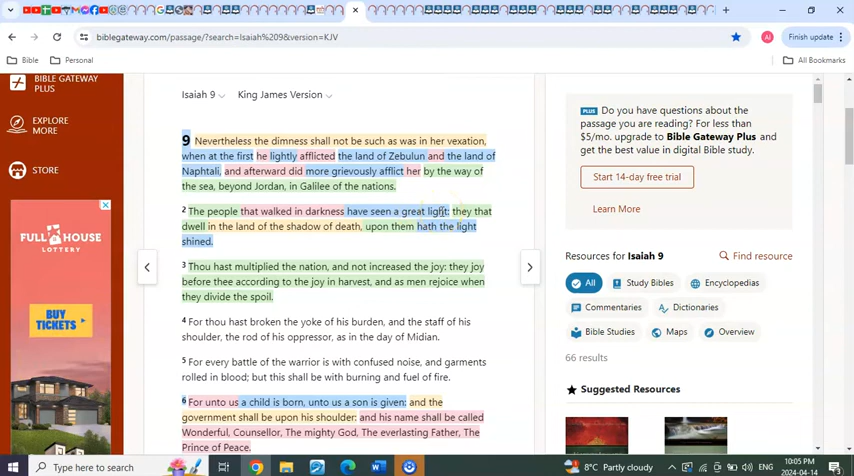 Finish update
biblegateway.com/passage/?search=Isaiah%209&version=KJV
Bible Personal All Bookmarks
BIBLE GATEWAY
PLUS
EXPLORE
MORE
STORE
FULL HOUSE
LOTTERY
BUY
TICKETS
Isaiah 9 King James Version
9 Nevertheless the dimness shall not be such as was in her vexation,
when at the first he lightly afflicted the land of Zebulun and the land of
Naphtali, and afterward did more grievously afflict her by the way of
the sea, beyond Jordan, in Galilee of the nations.
2 The people that walked in darkness have seen a great light: they that
dwell in the land of the shadow of death, upon them hath the light
shined.
3 Thou hast multiplied the nation, and not increased the joy: they joy
before thee according to the joy in harvest, and as men rejoice when
they divide the spoil.
4 For thou hast broken the yoke of his burden, and the staff of his
shoulder, the rod of his oppressor, as in the day of Midian.
5 For every battle of the warrior is with confused noise, and garments
rolled in blood; but this shall be with burning and fuel of fire.
6 For unto us a child is born, unto us a son is given: and the
government shall be upon his shoulder: and his name shall be called
Wonderful, Counsellor, The mighty God, The everlasting Father, The
Prince of Peace.
PLUS Do you have questions about the
passage you are reading? For less than
$5/mo. upgrade to Bible Gateway Plus and
get the best value in digital Bible study.
Start 14-day free trial
Learn More
Resources for Isaiah 9 Find resource
All Study Bibles Encyclopedias
Commentaries Dictionaries
Bible Studies Maps Overview
66 results
Suggested Resources
Type here to search
8°C Partly cloudy ENG 10:05 PM
2024-04-14